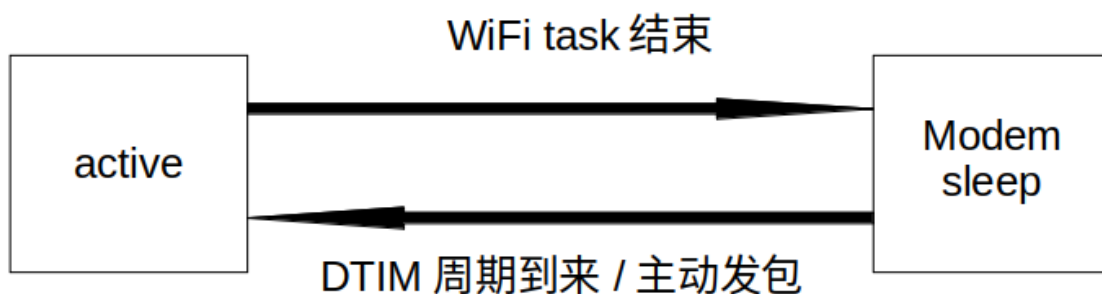 WiFi task 结束
active
Modem
sleep
DTIM 周期到来 / 主动发包